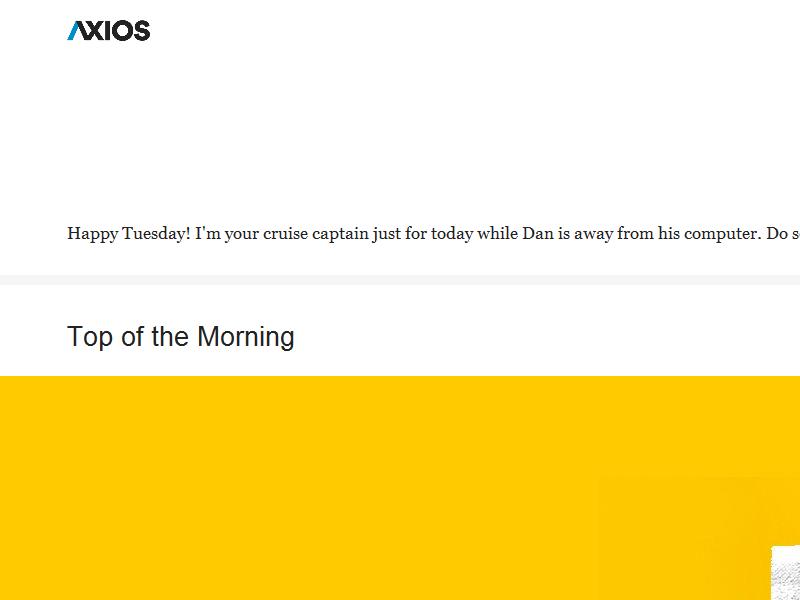 AXIOS
Happy Tuesday! I'm your cruise captain just for today while Dan is away from his computer. Do
Top of the Morning